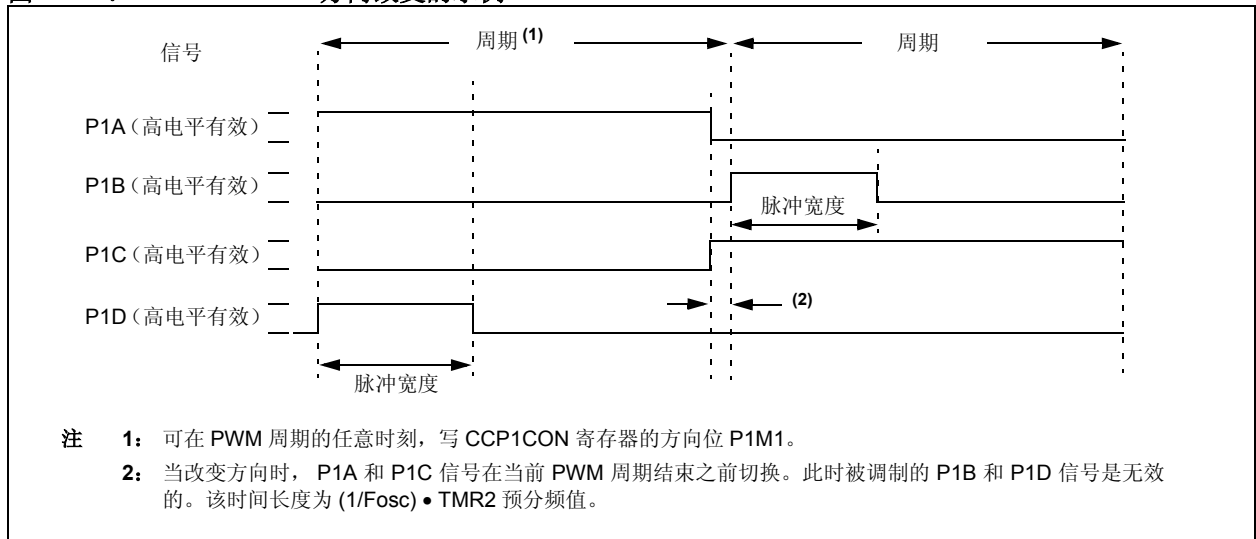 信号
周期 (1)
周期
P1A（高电平有效）
P1B（高电平有效）
脉冲宽度
P1C（高电平有效）
(2)
P1D（高电平有效）
脉冲宽度
注 1： 可在 PWM 周期的任意时刻，写 CCP1CON 寄存器的方向位 P1M1。
2： 当改变方向时， P1A 和 P1C 信号在当前 PWM 周期结束之前切换。此时被调制的 P1B 和 P1D 信号是无效
的。该时间长度为 (1/Fosc) • TMR2 预分频值。